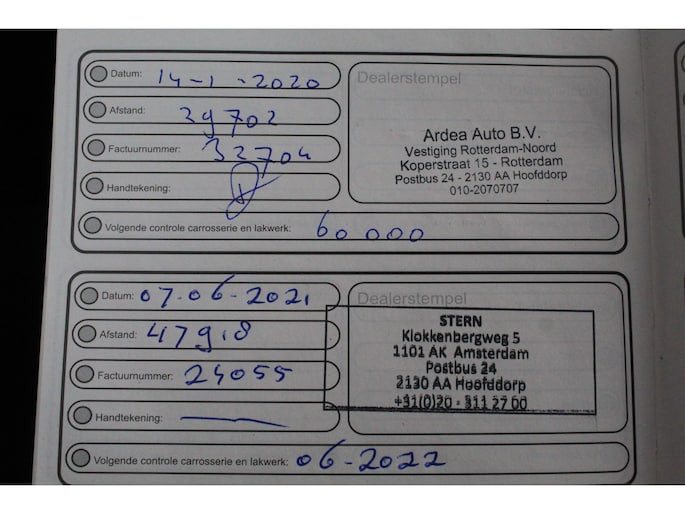 Datum: 14-1-2020
Dealerstempel
Afstand: 29702
Factuurnummer: 32704
Handtekening:
Ardea Auto B.V.
Vestiging Rotterdam-Noord
Koperstraat 15 - Rotterdam
Postbus 24 - 2130 AA Hoofddorp
010-2070707
Volgende controle carrosserie en lakwerk: 60 000
Datum: 07-06-2021
Dealerstempel
Afstand: 47918
Factuurnummer: 24055
Handtekening:
STERN
Klokkenbergweg 5
1101 AK Amsterdam
Postbus 24
2130 AA Hoofddorp
+31(0)20 - 311 27 00
Volgende controle carrosserie en lakwerk: 06-2022